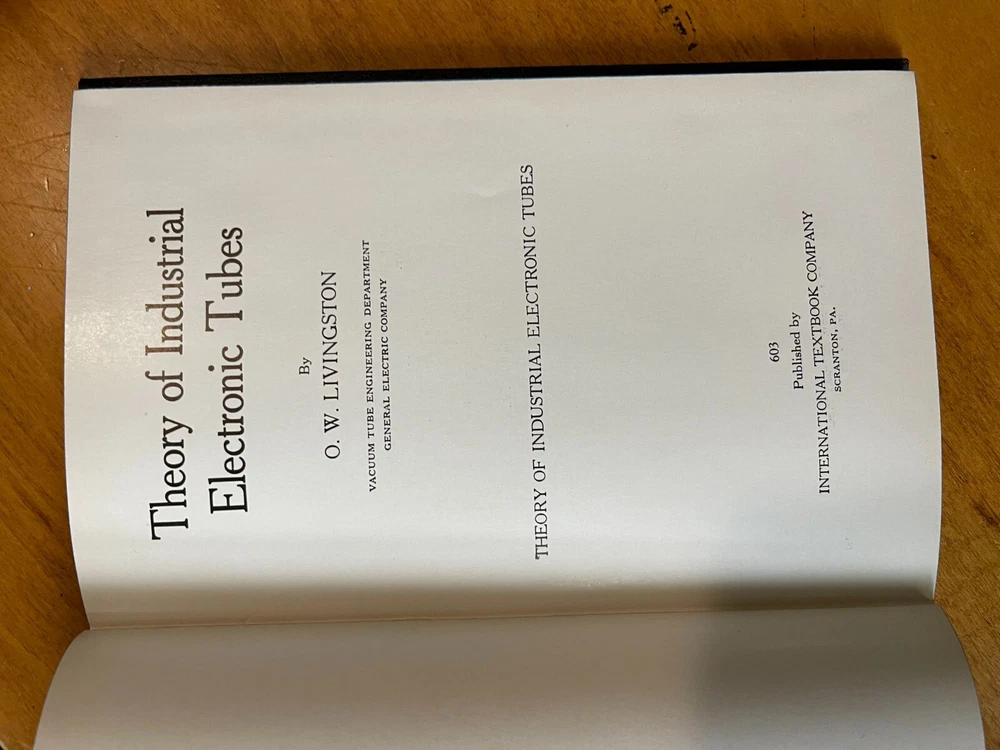 Theory of Industrial
Electronic Tubes
By
O. W. LIVINGSTON
VACUUM TUBE ENGINEERING DEPARTMENT
GENERAL ELECTRIC COMPANY
THEORY OF INDUSTRIAL ELECTRONIC TUBES
603
Published by
INTERNATIONAL TEXTBOOK COMPANY
SCRANTON, PA.